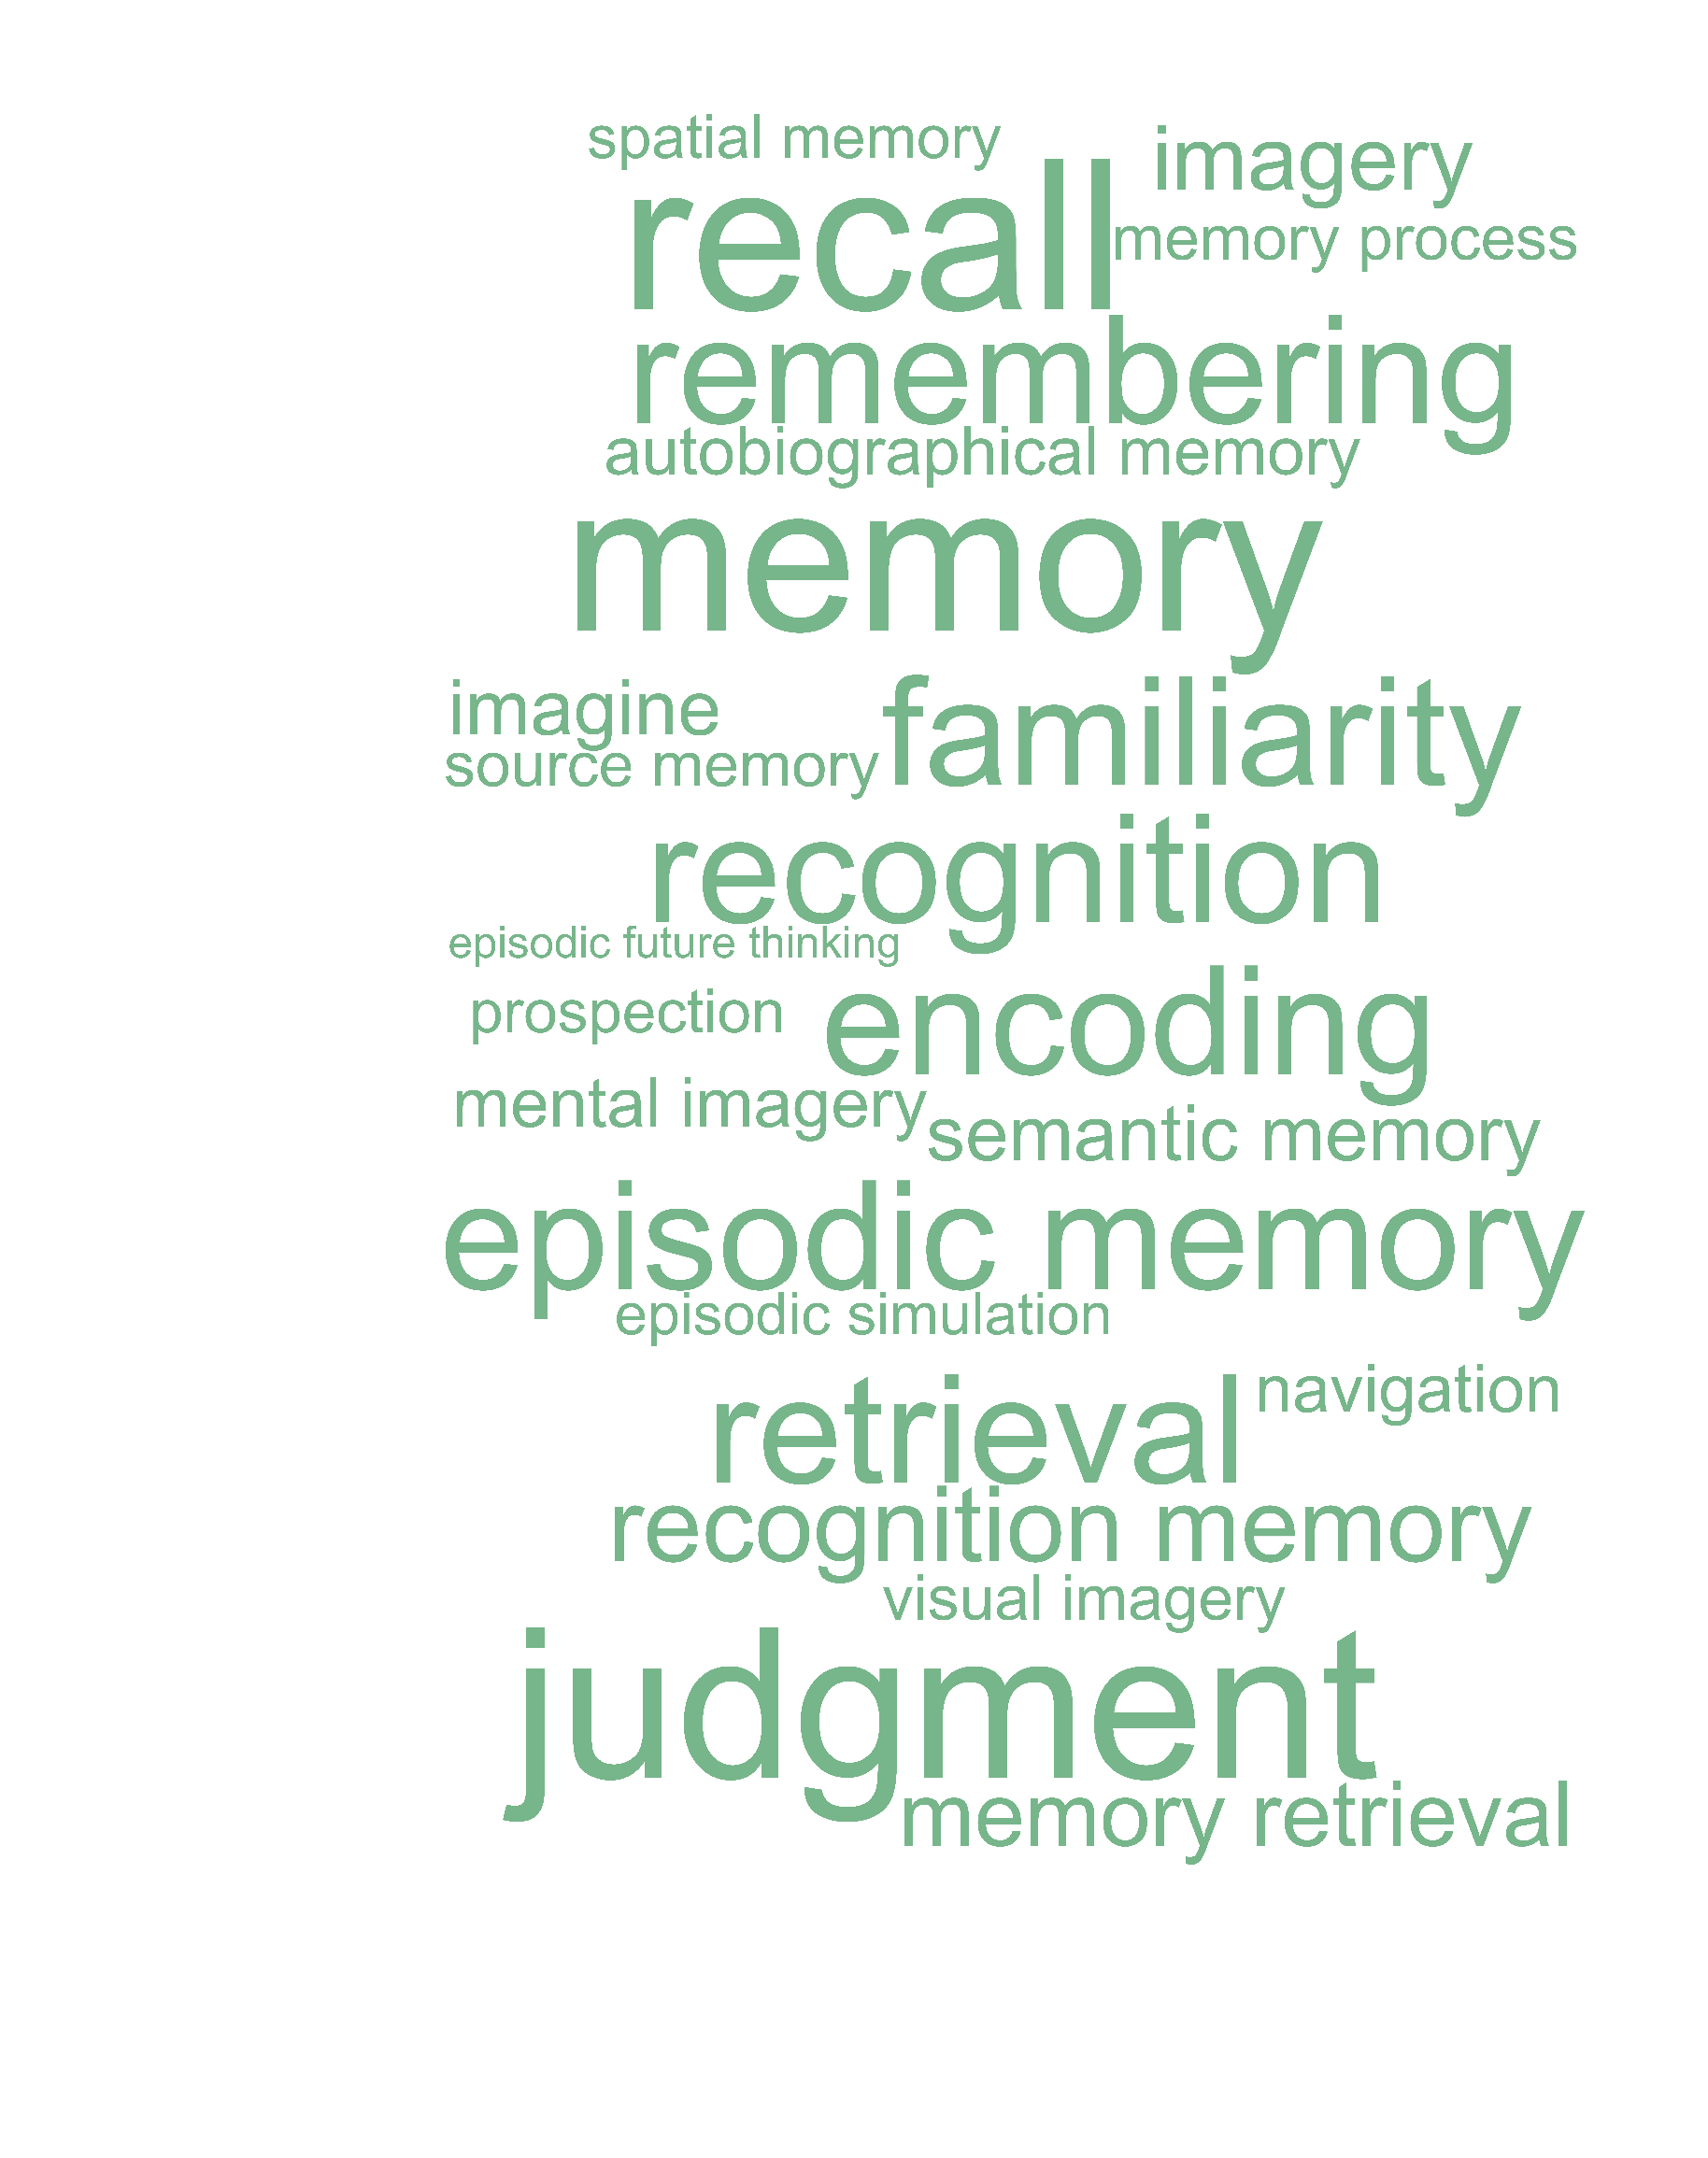 spatial memory
imagery
recall
memory process
remembering
autobiographical memory
memory
imagine
familiarity
source memory
recognition
episodic future thinking
prospection
encoding
mental imagery
semantic memory
episodic memory
episodic simulation
retrieval
navigation
recognition memory
visual imagery
judgment
memory retrieval